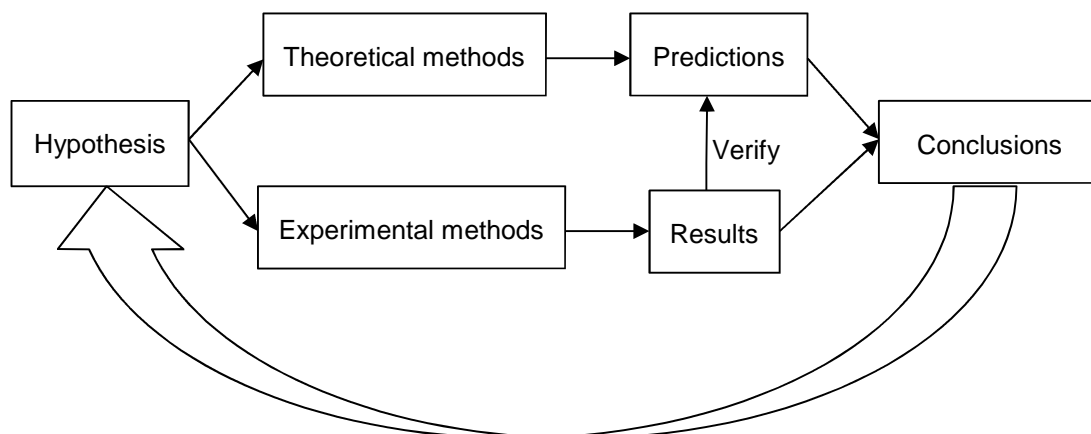 Theoretical methods
Predictions
Hypothesis
Verify
Conclusions
Experimental methods
Results